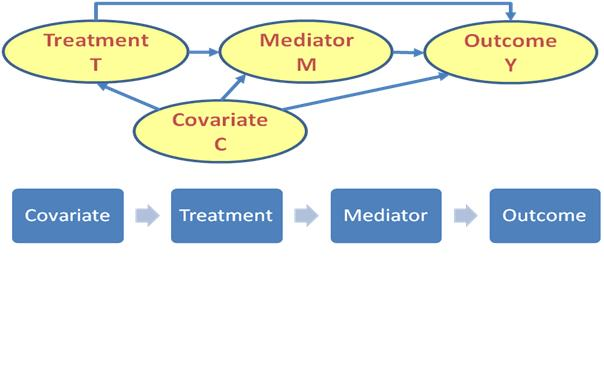 Treatment
T
Mediator
M
Outcome
Y
Covariate
C
Covariate
Treatment
Mediator
Outcome